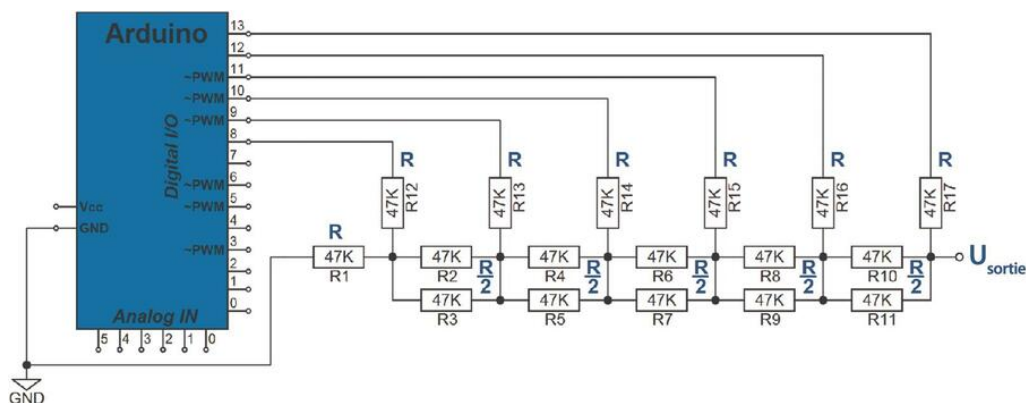 Arduino
13
12
~PWM 11
~PWM 10
~PWM 9
8
Digital I/O
7
~PWM 6
~PWM 5
4
~PWM 3
2
1
0
Vcc
GND
Analog IN
5 4 3 2 1 0
GND
R R R R R R
47K R12
47K R13
47K R14
47K R15
47K R16
47K R17
R
47K 47K 47K 47K 47K 47K
R1 R2 R4 R6 R8 R10
R/2 R/2 R/2 R/2 R/2
47K 47K 47K 47K 47K
R3 R5 R7 R9 R11
U sortie